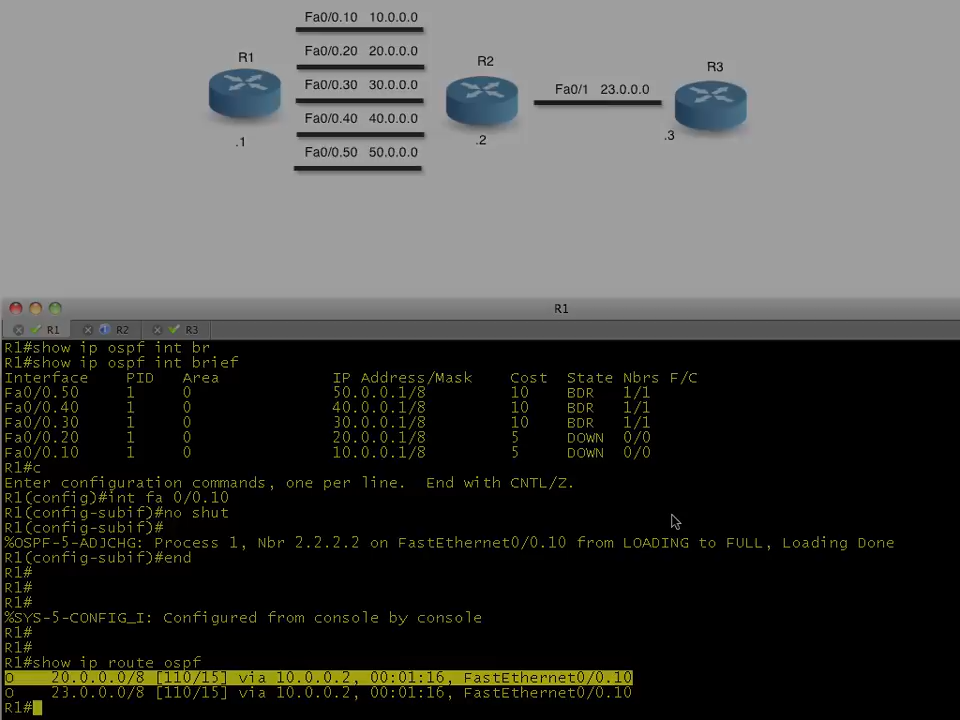 Fa0/0.10 10.0.0.0
Fa0/0.20 20.0.0.0
R1
R2
R3
Fa0/0.30 30.0.0.0
Fa0/1 23.0.0.0
Fa0/0.40 40.0.0.0
.1
.2
.3
Fa0/0.50 50.0.0.0
R1
R1 R2 R3
R1#show ip ospf int br
R1#show ip ospf int brief
Interface PID Area IP Address/Mask Cost State Nbrs F/C
Fa0/0.50 1 0 50.0.0.1/8 10 BDR 1/1
Fa0/0.40 1 0 40.0.0.1/8 10 BDR 1/1
Fa0/0.30 1 0 30.0.0.1/8 10 BDR 1/1
Fa0/0.20 1 0 20.0.0.1/8 5 DOWN 0/0
Fa0/0.10 1 0 10.0.0.1/8 5 DOWN 0/0
R1#c
Enter configuration commands, one per line. End with CNTL/Z.
R1(config)#int fa 0/0.10
R1(config-subif)#no shut
R1(config-subif)#
%OSPF-5-ADJCHG: Process 1, Nbr 2.2.2.2 on FastEthernet0/0.10 from LOADING to FULL, Loading Done
R1(config-subif)#end
R1#
R1#
R1#
%SYS-5-CONFIG_I: Configured from console by console
R1#
R1#
R1#show ip route ospf
O 20.0.0.0/8 [110/15] via 10.0.0.2, 00:01:16, FastEthernet0/0.10
O 23.0.0.0/8 [110/15] via 10.0.0.2, 00:01:16, FastEthernet0/0.10
R1#